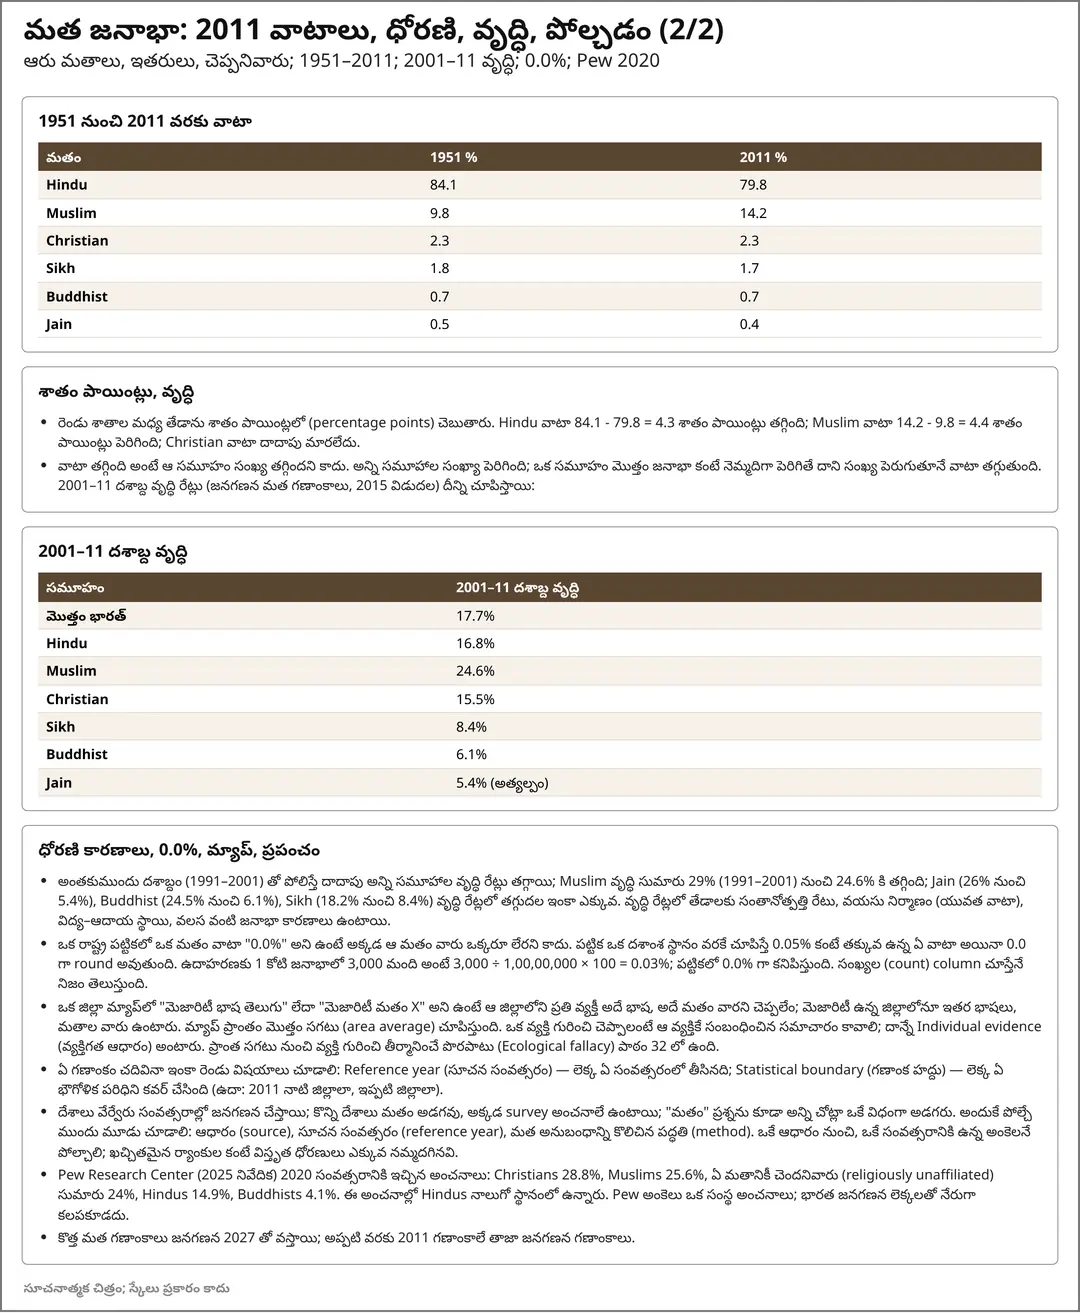 మత జనాభా: 2011 వాటాలు, ధోరణి, వృద్ధి, పోల్చడం (2/2)
ఆరు మతాలు, ఇతరులు, చెప్పనివారు; 1951–2011; 2001–11 వృద్ధి; 0.0%; Pew 2020
1951 నుంచి 2011 వరకు వాటా
మతం 1951 % 2011 %
Hindu 84.1 79.8
Muslim 9.8 14.2
Christian 2.3 2.3
Sikh 1.8 1.7
Buddhist 0.7 0.7
Jain 0.5 0.4
శాతం పాయింట్లు, వృద్ధి
• రెండు శాతాల మధ్య తేడాను శాతం పాయింట్లలో (percentage points) చెబుతారు. Hindu వాటా 84.1 - 79.8 = 4.3 శాతం పాయింట్లు తగ్గింది; Muslim వాటా 14.2 - 9.8 = 4.4 శాతం
పాయింట్లు పెరిగింది; Christian వాటా దాదాపు మారలేదు.
• వాటా తగ్గింది అంటే ఆ సమూహం సంఖ్య తగ్గిందని కాదు. అన్ని సమూహాల సంఖ్యా పెరిగింది; ఒక సమూహం మొత్తం జనాభా కంటే నెమ్మదిగా పెరిగితే దాని సంఖ్య పెరుగుతూనే వాటా తగ్గుతుంది.
2001–11 దశాబ్ద వృద్ధి రేట్లు (జనగణన మత గణాంకాలు, 2015 విడుదల) దీన్ని చూపిస్తాయి:
2001–11 దశాబ్ద వృద్ధి
సమూహం 2001–11 దశాబ్ద వృద్ధి
మొత్తం భారత్ 17.7%
Hindu 16.8%
Muslim 24.6%
Christian 15.5%
Sikh 8.4%
Buddhist 6.1%
Jain 5.4% (అత్యల్పం)
ధోరణి కారణాలు, 0.0%, మ్యాప్, ప్రపంచం
• అంతకుముందు దశాబ్దం (1991–2001) తో పోలిస్తే దాదాపు అన్ని సమూహాల వృద్ధి రేట్లు తగ్గాయి; Muslim వృద్ధి సుమారు 29% (1991–2001) నుంచి 24.6% కి తగ్గింది; Jain (26% నుంచి
5.4%), Buddhist (24.5% నుంచి 6.1%), Sikh (18.2% నుంచి 8.4%) వృద్ధి రేట్లలో తగ్గుదల ఇంకా ఎక్కువ. వృద్ధి రేట్లలో తేడాలకు సంతానోత్పత్తి రేటు, వయసు నిర్మాణం (యువత వాటా),
విద్య–ఆదాయ స్థాయి, వలస వంటి జనాభా కారణాలు ఉంటాయి.
• ఒక రాష్ట్ర పట్టికలో ఒక మతం వాటా "0.0%" అని ఉంటే అక్కడ ఆ మతం వారు ఒక్కరూ లేరని కాదు. పట్టిక ఒక దశాంశ స్థానం వరకే చూపిస్తే 0.05% కంటే తక్కువ ఉన్న ఏ వాటా అయినా 0.0
గా round అవుతుంది. ఉదాహరణకు 1 కోటి జనాభాలో 3,000 మంది అంటే 3,000 ÷ 1,00,00,000 × 100 = 0.03%; పట్టికలో 0.0% గా కనిపిస్తుంది. సంఖ్యల (count) column చూస్తేనే
నిజం తెలుస్తుంది.
• ఒక జిల్లా మ్యాప్‌లో "మెజారిటీ భాష తెలుగు" లేదా "మెజారిటీ మతం X" అని ఉంటే ఆ జిల్లాలోని ప్రతి వ్యక్తీ అదే భాష, అదే మతం వారని చెప్పలేం; మెజారిటీ ఉన్న జిల్లాలోనూ ఇతర భాషలు,
మతాల వారు ఉంటారు. మ్యాప్ ప్రాంతం మొత్తం సగటు (area average) చూపిస్తుంది. ఒక వ్యక్తి గురించి చెప్పాలంటే ఆ వ్యక్తికే సంబంధించిన సమాచారం కావాలి; దాన్నే Individual evidence
(వ్యక్తిగత ఆధారం) అంటారు. ప్రాంత సగటు నుంచి వ్యక్తి గురించి తీర్మానించే పొరపాటు (Ecological fallacy) పాఠం 32 లో ఉంది.
• ఏ గణాంకం చదివినా ఇంకా రెండు విషయాలు చూడాలి: Reference year (సూచన సంవత్సరం) — లెక్క ఏ సంవత్సరంలో తీసినది; Statistical boundary (గణాంక హద్దు) — లెక్క ఏ
భౌగోళిక పరిధిని కవర్ చేసింది (ఉదా: 2011 నాటి జిల్లాలా, ఇప్పటి జిల్లాలా).
• దేశాలు వేర్వేరు సంవత్సరాల్లో జనగణన చేస్తాయి; కొన్ని దేశాలు మతం అడగవు, అక్కడ survey అంచనాలే ఉంటాయి; "మతం" ప్రశ్నను కూడా అన్ని చోట్లా ఒకే విధంగా అడగరు. అందుకే పోల్చే
ముందు మూడు చూడాలి: ఆధారం (source), సూచన సంవత్సరం (reference year), మత అనుబంధాన్ని కొలిచిన పద్ధతి (method). ఒకే ఆధారం నుంచి, ఒకే సంవత్సరానికి ఉన్న అంకెలనే
పోల్చాలి; ఖచ్చితమైన ర్యాంకుల కంటే విస్తృత ధోరణులు ఎక్కువ నమ్మదగినవి.
• Pew Research Center (2025 నివేదిక) 2020 సంవత్సరానికి ఇచ్చిన అంచనాలు: Christians 28.8%, Muslims 25.6%, ఏ మతానికీ చెందనివారు (religiously unaffiliated)
సుమారు 24%, Hindus 14.9%, Buddhists 4.1%. ఈ అంచనాల్లో Hindus నాలుగో స్థానంలో ఉన్నారు. Pew అంకెలు ఒక సంస్థ అంచనాలు; భారత జనగణన లెక్కలతో నేరుగా
కలపకూడదు.
• కొత్త మత గణాంకాలు జనగణన 2027 తో వస్తాయి; అప్పటి వరకు 2011 గణాంకాలే తాజా జనగణన గణాంకాలు.
సూచనాత్మక చిత్రం; స్కేలు ప్రకారం కాదు